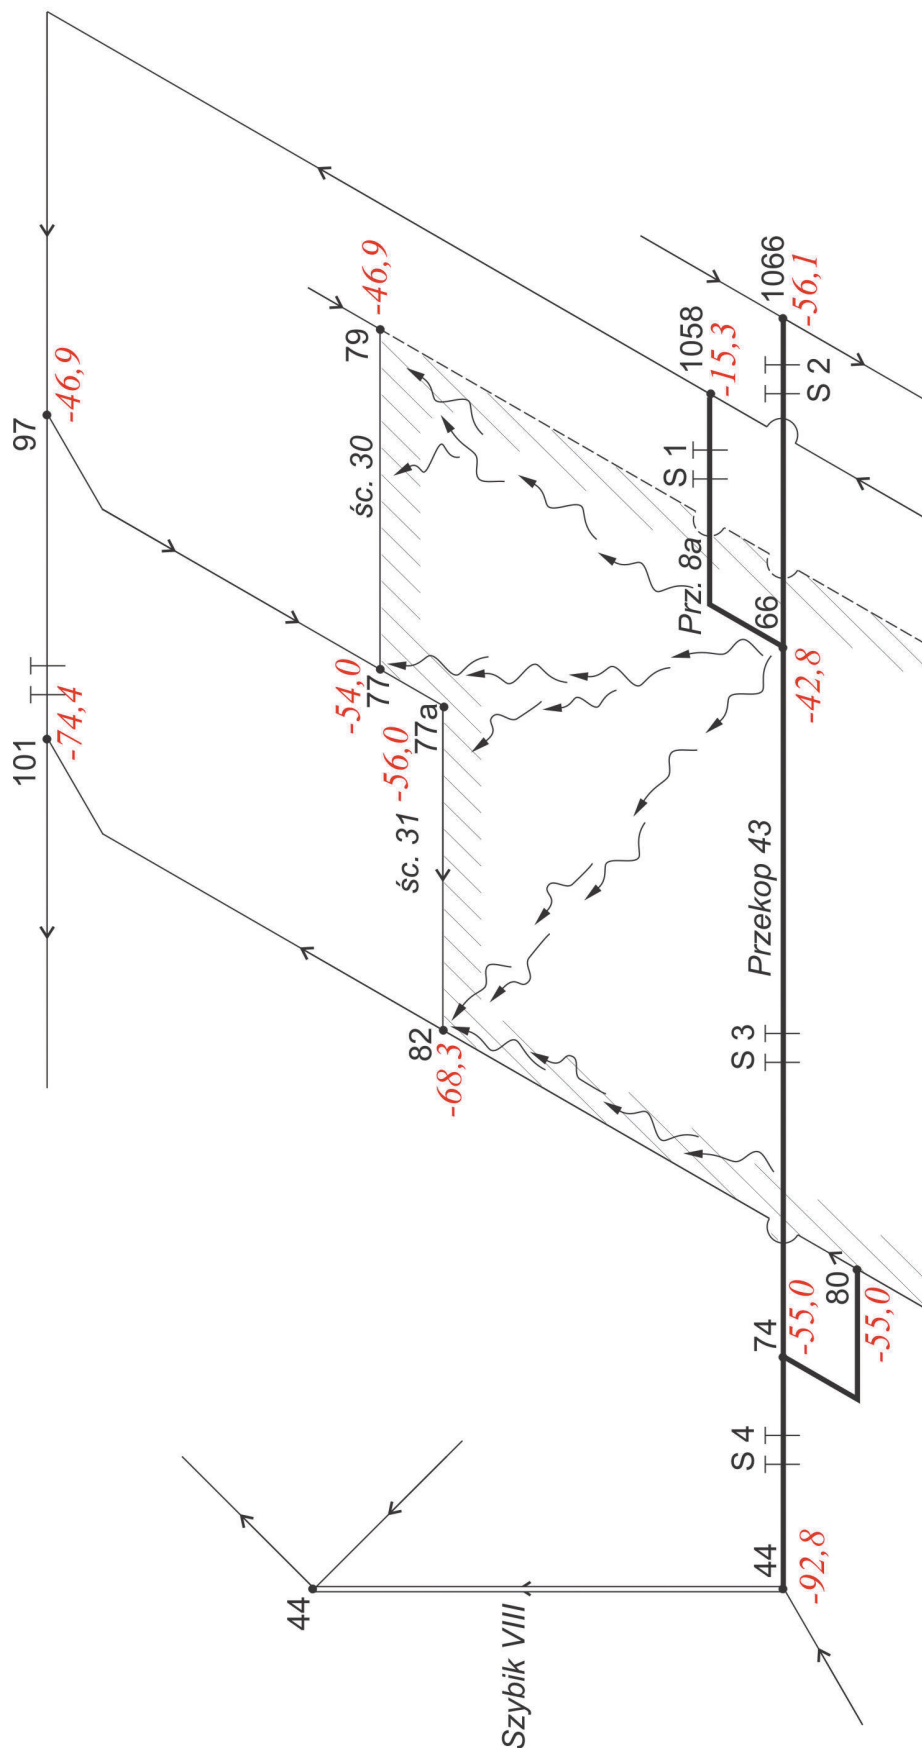 97
-46,9
101
-74,4
79
-46,9
śc. 30
77
-54,0
77a
-56,0
śc. 31
82
-68,3
1058
-15,3
S 1
Prz. 8a
1066
-56,1
S 2
66
-42,8
Przekop 43
S 3
74
-55,0
80
-55,0
S 4
44
-92,8
44
Szybik VIII